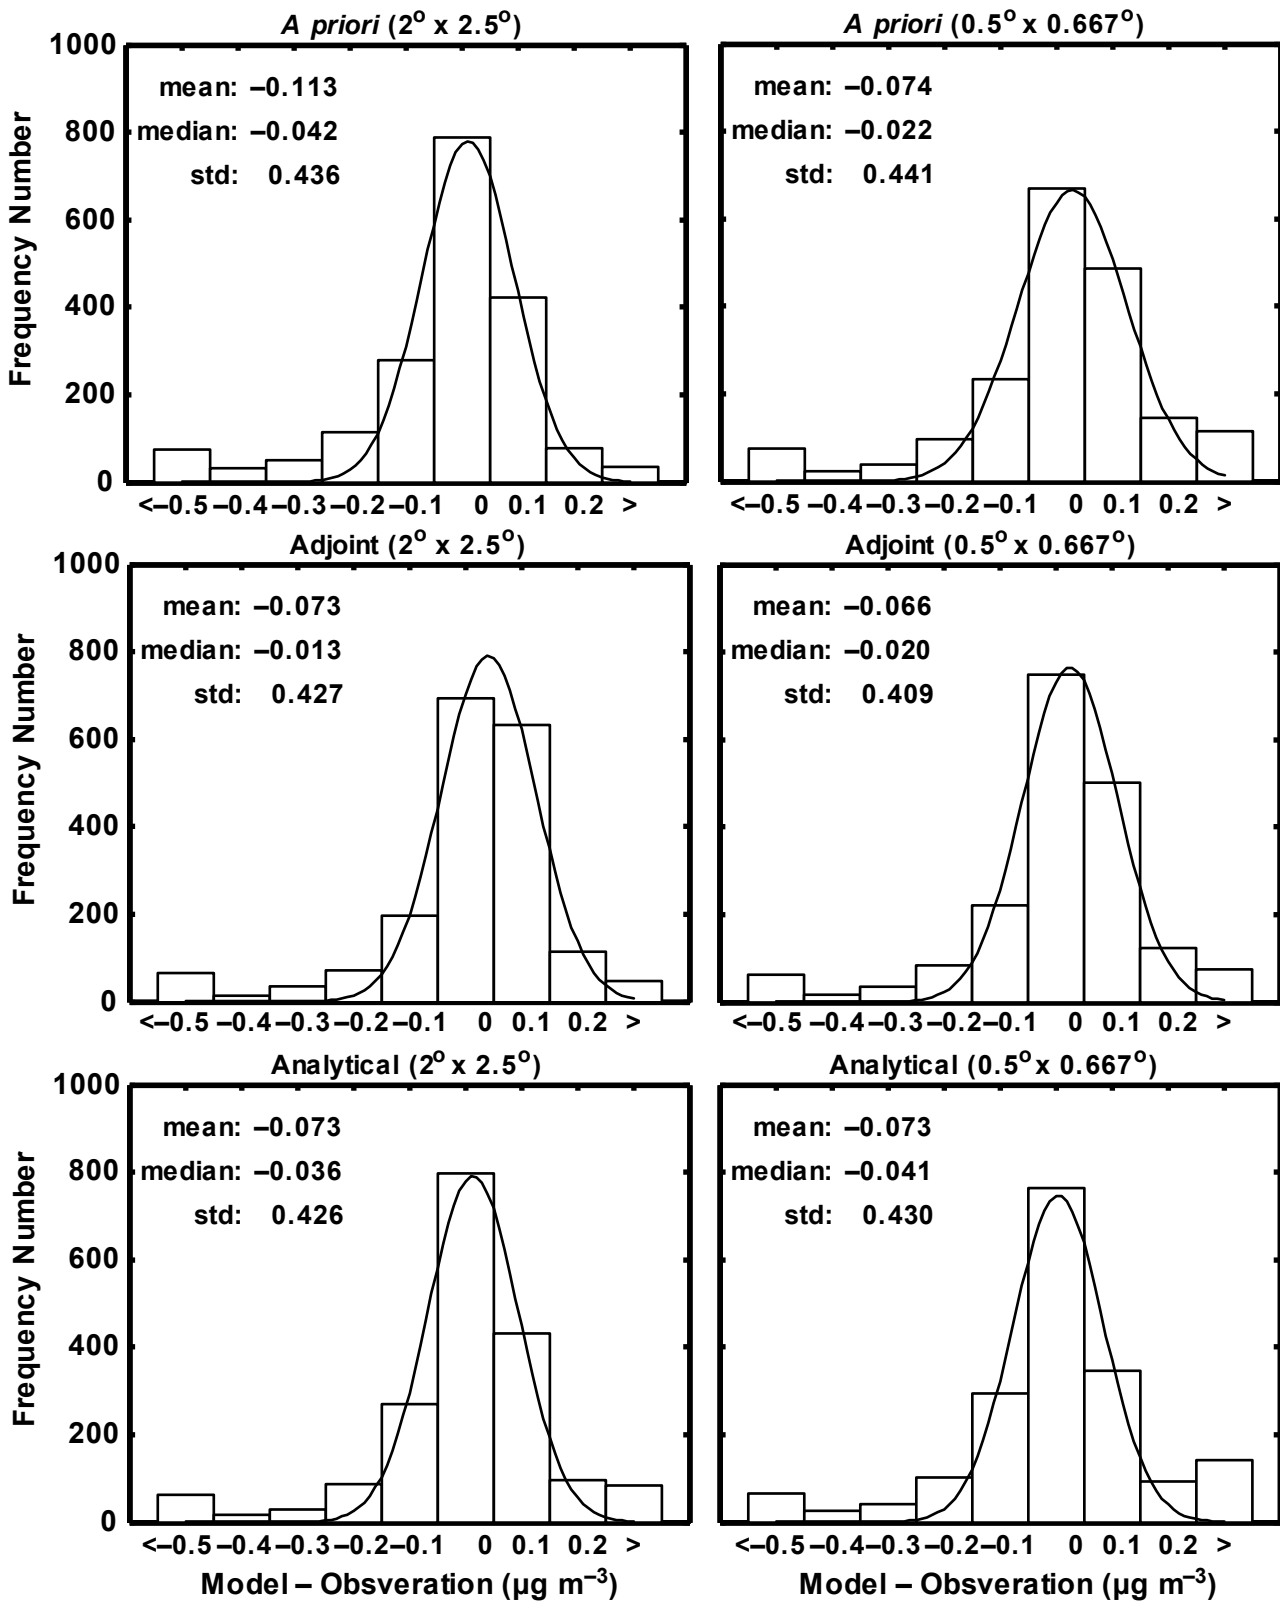 A priori (2° x 2.5°)
1000
800
600
400
200
0
Frequency Number
mean: –0.113
median: –0.042
std: 0.436
<–0.5 –0.4 –0.3 –0.2 –0.1 0 0.1 0.2 >
A priori (0.5° x 0.667°)
mean: –0.074
median: –0.022
std: 0.441
<–0.5 –0.4 –0.3 –0.2 –0.1 0 0.1 0.2 >
Adjoint (2° x 2.5°)
1000
800
600
400
200
0
Frequency Number
mean: –0.073
median: –0.013
std: 0.427
<–0.5 –0.4 –0.3 –0.2 –0.1 0 0.1 0.2 >
Adjoint (0.5° x 0.667°)
mean: –0.066
median: –0.020
std: 0.409
<–0.5 –0.4 –0.3 –0.2 –0.1 0 0.1 0.2 >
Analytical (2° x 2.5°)
1000
800
600
400
200
0
Frequency Number
mean: –0.073
median: –0.036
std: 0.426
<–0.5 –0.4 –0.3 –0.2 –0.1 0 0.1 0.2 >
Model – Obsveration (µg m⁻³)
Analytical (0.5° x 0.667°)
mean: –0.073
median: –0.041
std: 0.430
<–0.5 –0.4 –0.3 –0.2 –0.1 0 0.1 0.2 >
Model – Obsveration (µg m⁻³)